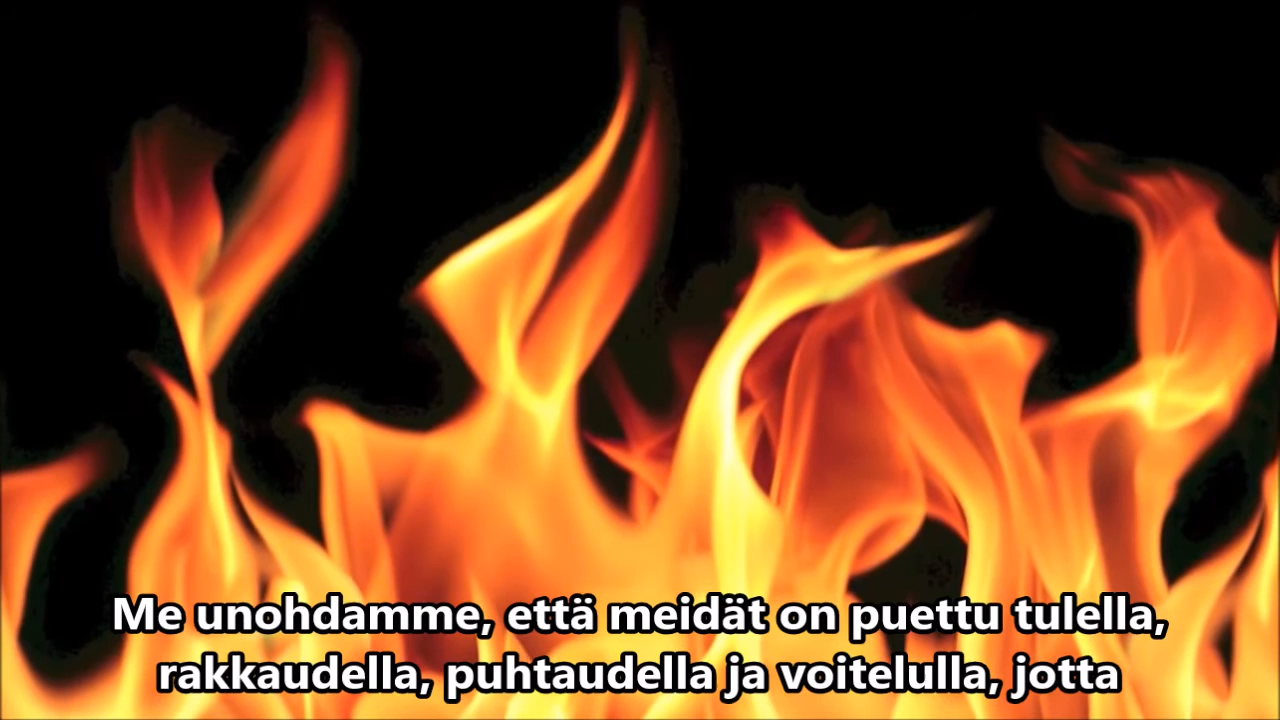 Me unohdamme, että meidät on puettu tulella,
rakkaudella, puhtaudella ja voitelulla, jotta